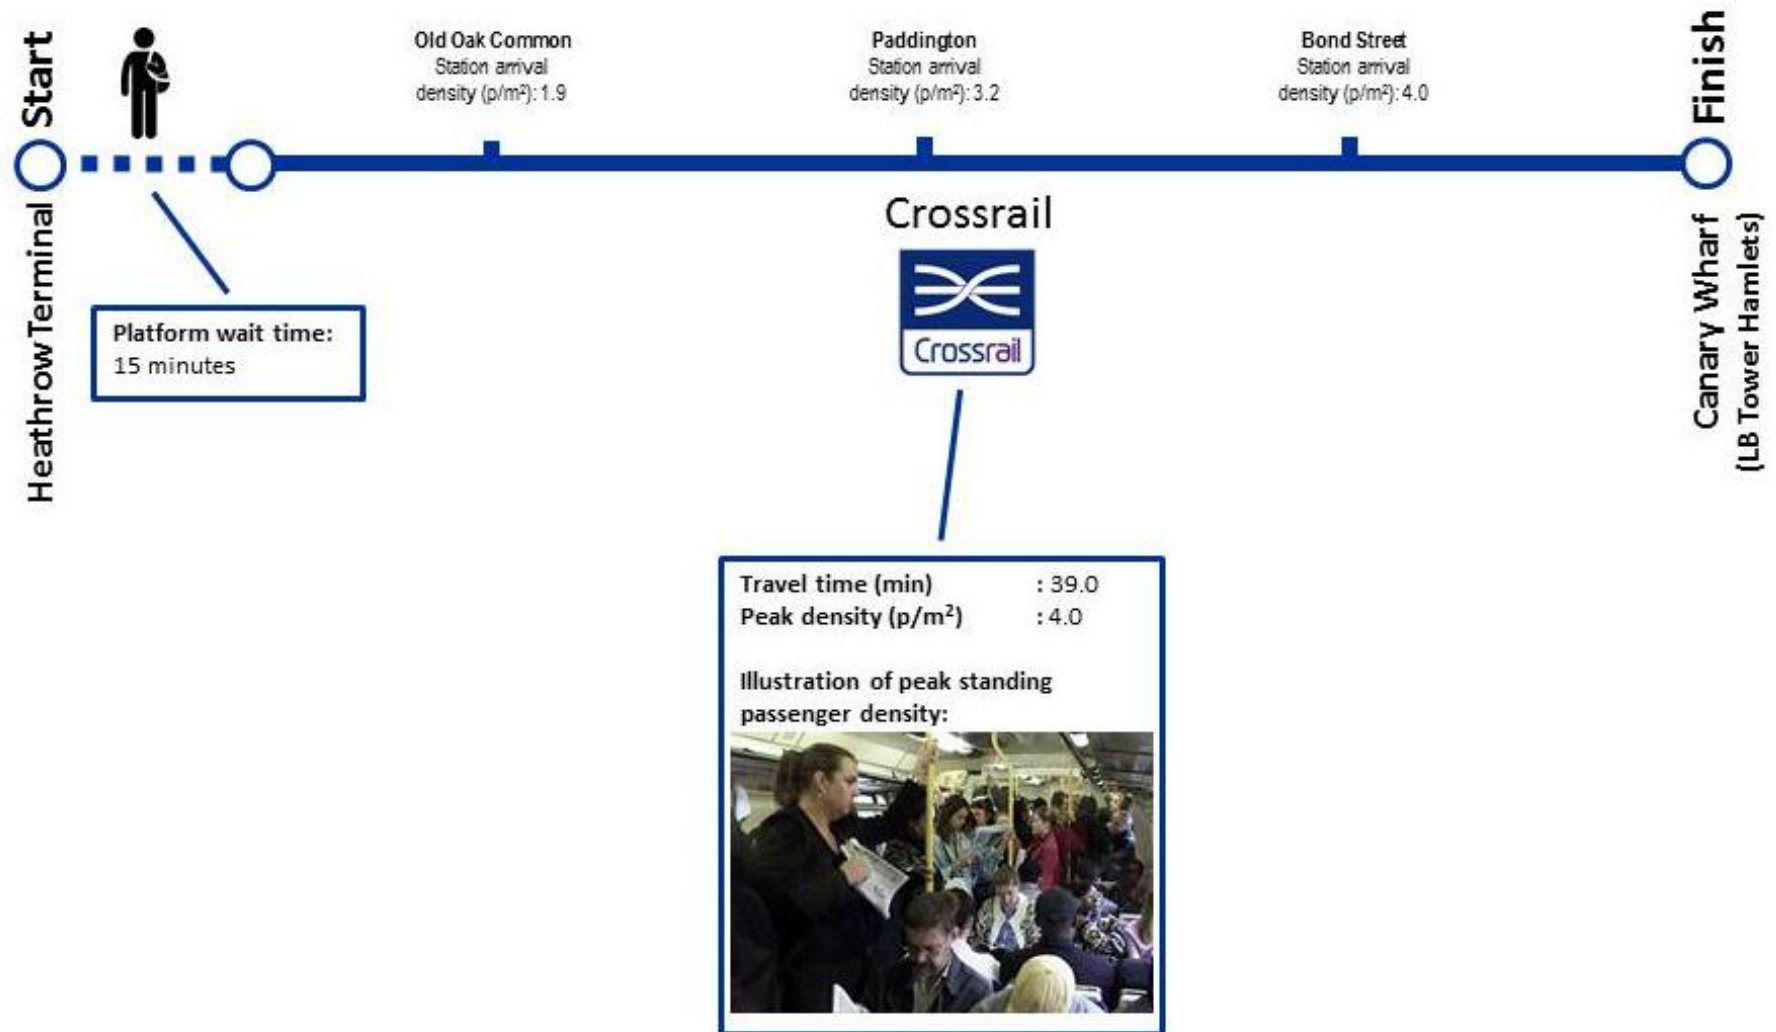 Start
Heathrow Terminal
Old Oak Common
Station arrival
density (p/m²): 1.9
Paddington
Station arrival
density (p/m²): 3.2
Bond Street
Station arrival
density (p/m²): 4.0
Finish
Canary Wharf
(LB Tower Hamlets)
Platform wait time:
15 minutes
Crossrail
Crossrail
Travel time (min) : 39.0
Peak density (p/m²) : 4.0
Illustration of peak standing
passenger density: